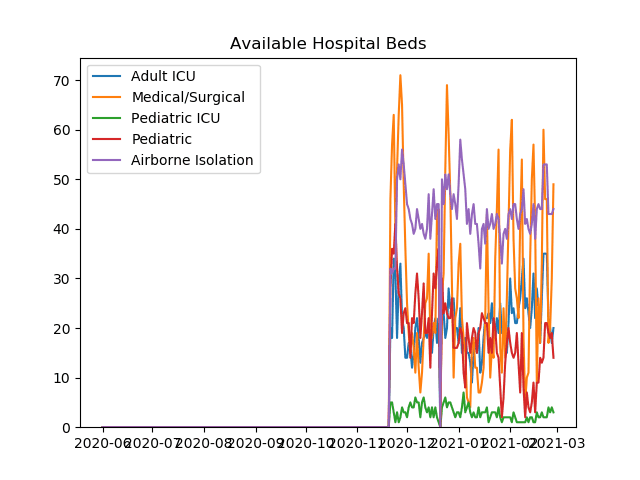 Available Hospital Beds
Adult ICU
Medical/Surgical
Pediatric ICU
Pediatric
Airborne Isolation
70
60
50
40
30
20
10
0
2020-06 2020-07 2020-08 2020-09 2020-10 2020-11 2020-12 2021-01 2021-02 2021-03